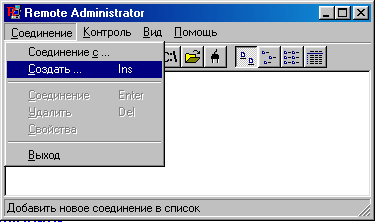 Remote Administrator
Соединение Контроль Вид Помощь
Соединение с ...
Создать ... Ins
Соединение Enter
Удалить Del
Свойства
Выход
Добавить новое соединение в список